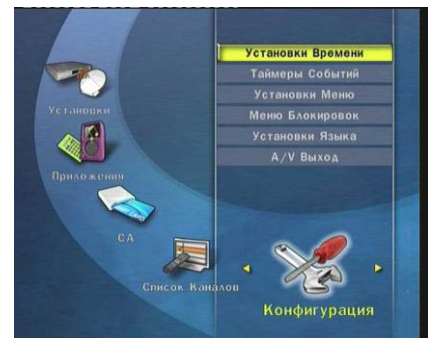 Установки Времени
Таймеры Событий
Установки Меню
Меню Блокировок
Установки Языка
A/V Выход
Установки
Приложения
CA
Список Каналов
Конфигурация